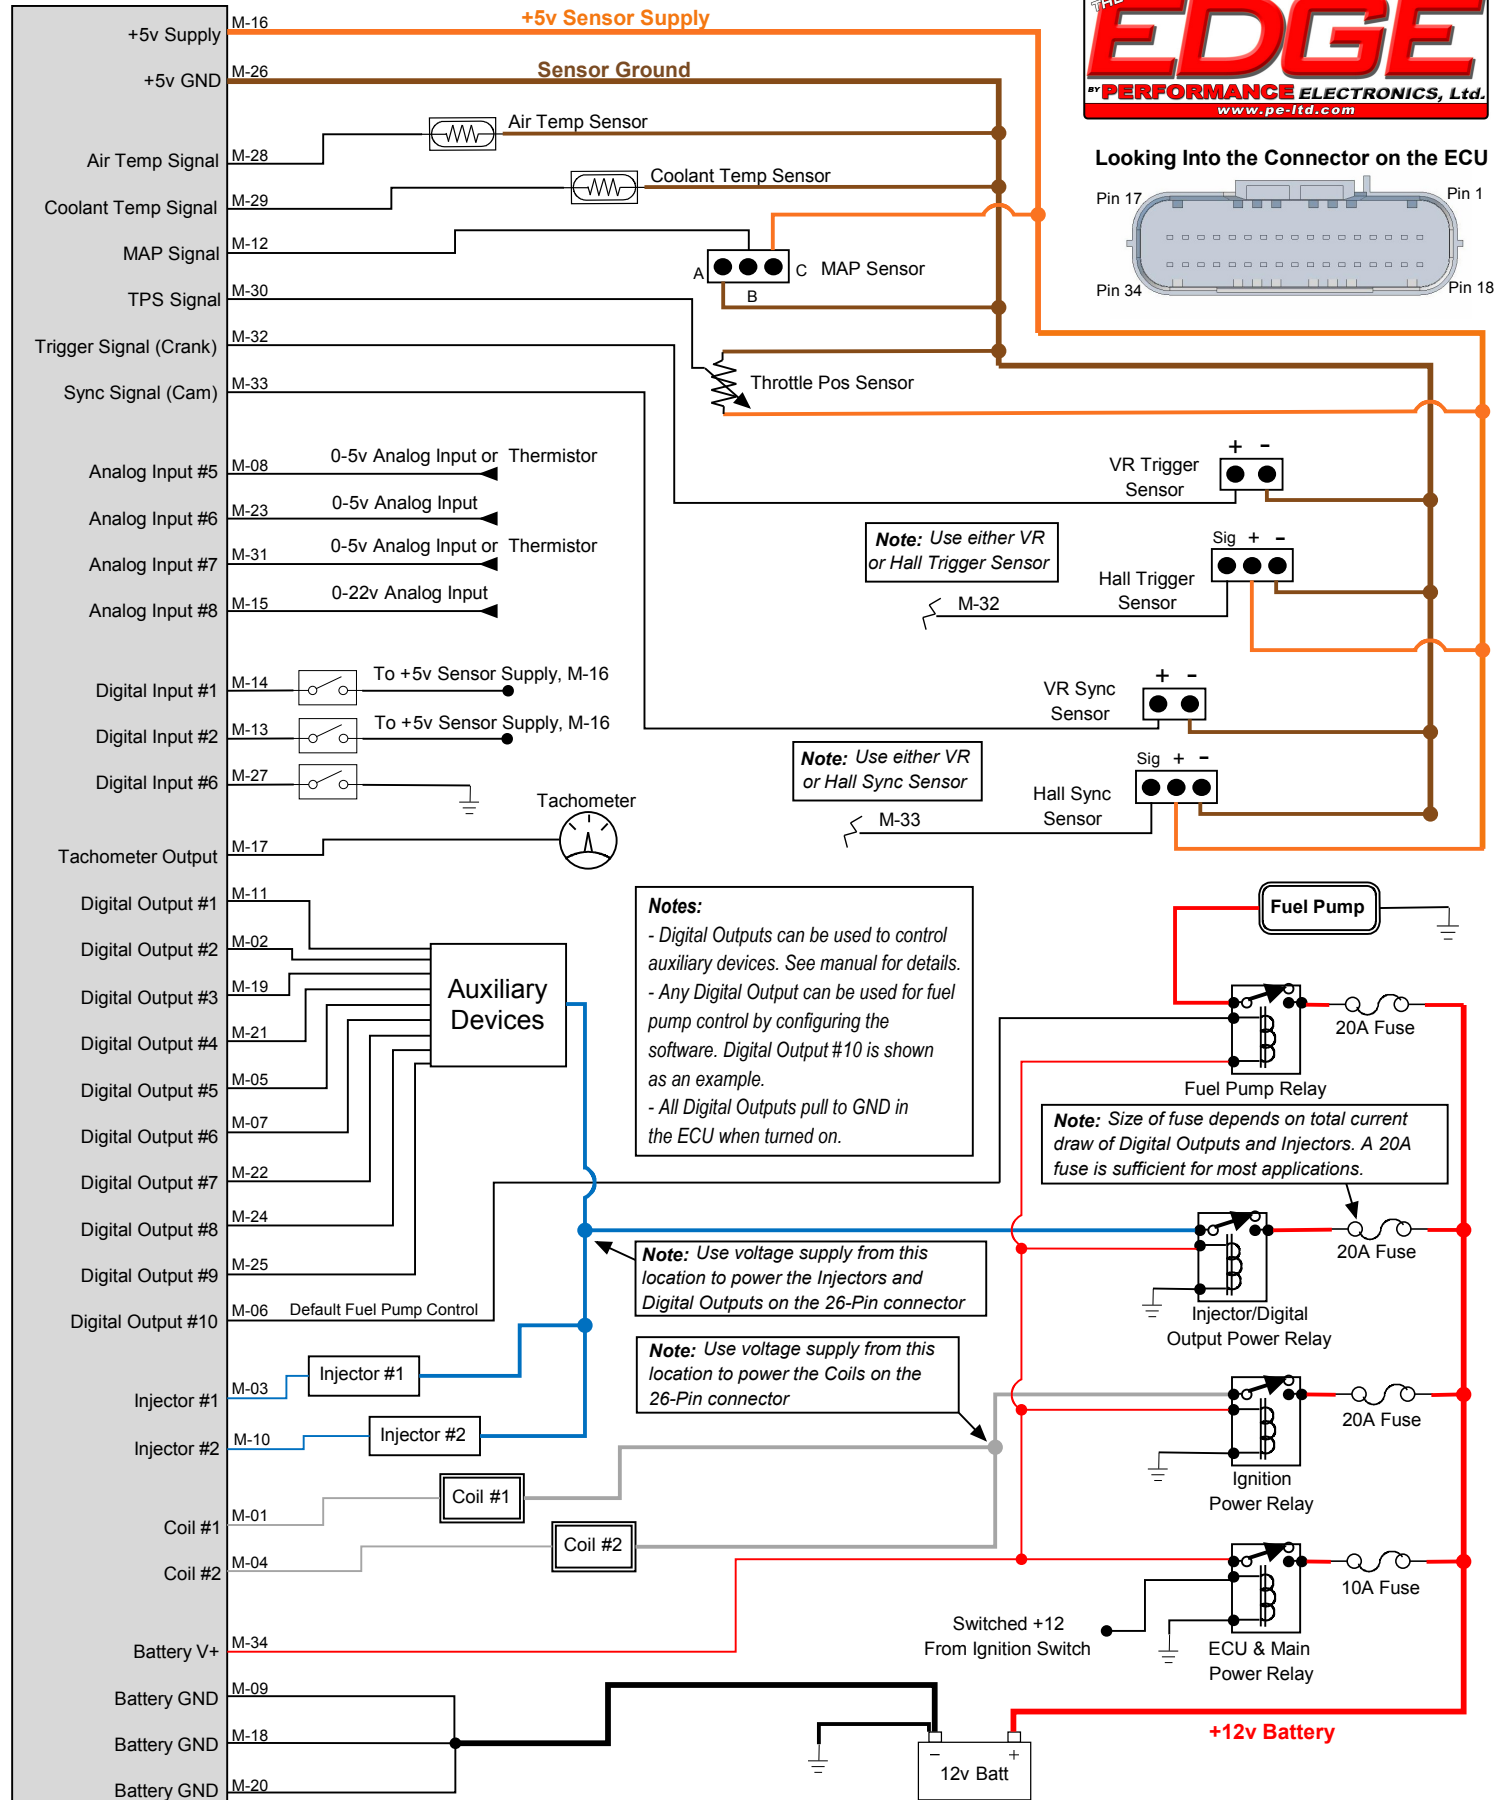 +5v Sensor Supply
THE
EDGE
BY PERFORMANCE ELECTRONICS, Ltd.
www.pe-ltd.com
+5v Supply M-16
+5v GND M-26
Sensor Ground
Air Temp Sensor
Air Temp Signal M-28
Coolant Temp Sensor
Coolant Temp Signal M-29
Looking Into the Connector on the ECU
Pin 17
Pin 1
Pin 34
Pin 18
MAP Signal M-12
A
B
C
MAP Sensor
TPS Signal M-30
Trigger Signal (Crank) M-32
Throttle Pos Sensor
Sync Signal (Cam) M-33
Analog Input #5 M-08 0-5v Analog Input or Thermistor
Analog Input #6 M-23 0-5v Analog Input
Analog Input #7 M-31 0-5v Analog Input or Thermistor
Analog Input #8 M-15 0-22v Analog Input
+ -
VR Trigger
Sensor
Note: Use either VR
or Hall Trigger Sensor
Sig + -
Hall Trigger
Sensor
M-32
Digital Input #1 M-14 To +5v Sensor Supply, M-16
Digital Input #2 M-13 To +5v Sensor Supply, M-16
Digital Input #6 M-27
+ -
VR Sync
Sensor
Note: Use either VR
or Hall Sync Sensor
Sig + -
Hall Sync
Sensor
M-33
Tachometer
Tachometer Output M-17
Digital Output #1 M-11
Digital Output #2 M-02
Digital Output #3 M-19
Digital Output #4 M-21
Digital Output #5 M-05
Digital Output #6 M-07
Digital Output #7 M-22
Digital Output #8 M-24
Digital Output #9 M-25
Digital Output #10 M-06 Default Fuel Pump Control
Auxiliary
Devices
Notes:
- Digital Outputs can be used to control
auxiliary devices. See manual for details.
- Any Digital Output can be used for fuel
pump control by configuring the
software. Digital Output #10 is shown
as an example.
- All Digital Outputs pull to GND in
the ECU when turned on.
Fuel Pump
20A Fuse
Fuel Pump Relay
Note: Size of fuse depends on total current
draw of Digital Outputs and Injectors. A 20A
fuse is sufficient for most applications.
20A Fuse
Note: Use voltage supply from this
location to power the Injectors and
Digital Outputs on the 26-Pin connector
Injector/Digital
Output Power Relay
Note: Use voltage supply from this
location to power the Coils on the
26-Pin connector
Injector #1 M-03 Injector #1
Injector #2 M-10 Injector #2
20A Fuse
Ignition
Power Relay
Coil #1 M-01 Coil #1
Coil #2 M-04 Coil #2
10A Fuse
Switched +12
From Ignition Switch
ECU & Main
Power Relay
Battery V+ M-34
Battery GND M-09
Battery GND M-18
Battery GND M-20
- +
12v Batt
+12v Battery